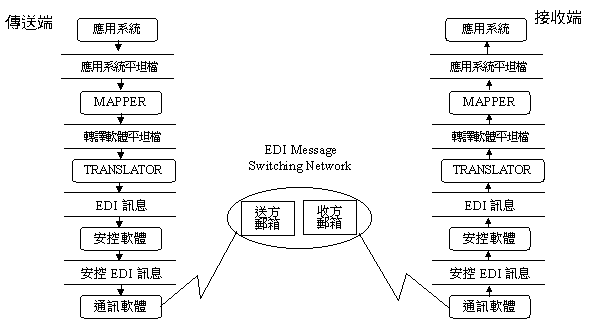 傳送端
應用系統
應用系統平坦檔
MAPPER
轉譯軟體平坦檔
TRANSLATOR
EDI 訊息
安控軟體
安控 EDI 訊息
通訊軟體
EDI Message
Switching Network
送方
郵箱
收方
郵箱
接收端
應用系統
應用系統平坦檔
MAPPER
轉譯軟體平坦檔
TRANSLATOR
EDI 訊息
安控軟體
安控 EDI 訊息
通訊軟體